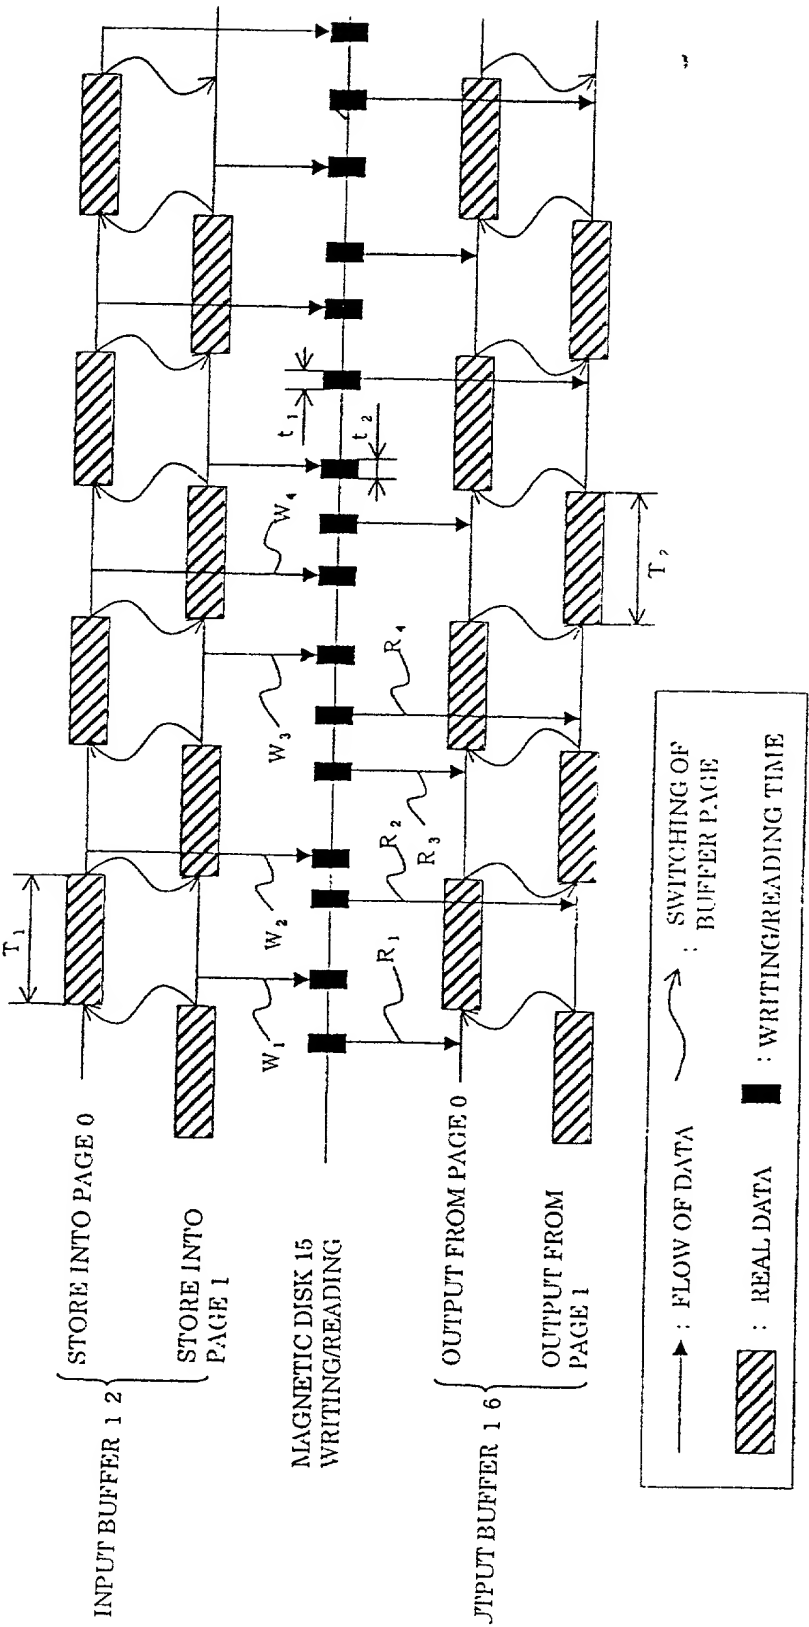 INPUT BUFFER 1 2
STORE INTO PAGE 0
STORE INTO
PAGE 1
MAGNETIC DISK 15
WRITING/READING
JTPUT BUFFER 1 6
OUTPUT FROM PAGE 0
OUTPUT FROM
PAGE 1
T₁
W₁
W₂
W₃
W₄
t₁
t₂
R₁
R₂
R₃
R₄
T₂
: FLOW OF DATA
: SWITCHING OF
BUFFER PAGE
: REAL DATA
: WRITING/READING TIME